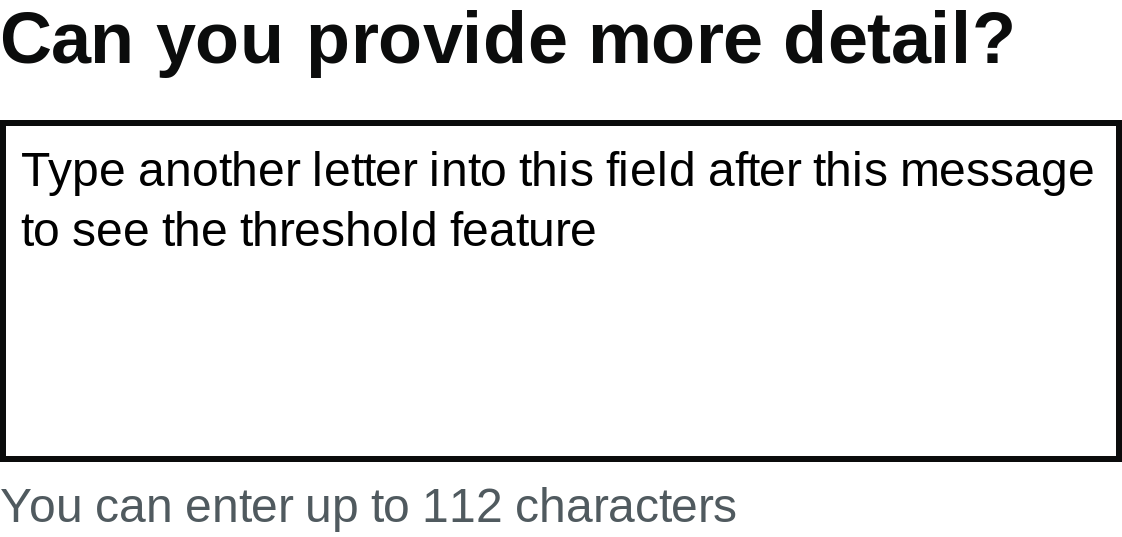 Can you provide more detail?
Type another letter into this field after this message
to see the threshold feature
You can enter up to 112 characters